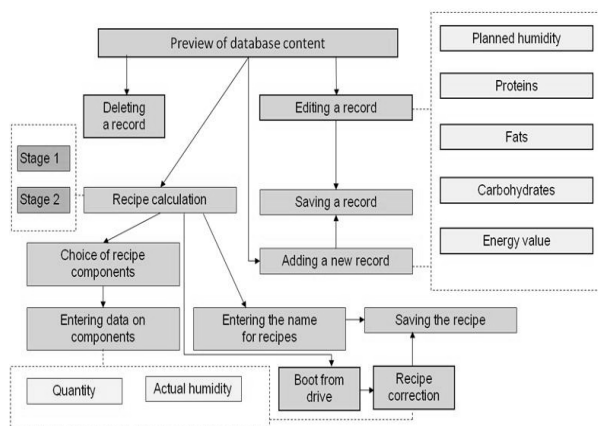 Preview of database content
Planned humidity
Proteins
Fats
Carbohydrates
Energy value
Deleting
a record
Editing a record
Stage 1
Stage 2
Recipe calculation
Saving a record
Choice of recipe
components
Adding a new record
Entering data on
components
Entering the name
for recipes
Saving the recipe
Quantity
Actual humidity
Boot from
drive
Recipe
correction